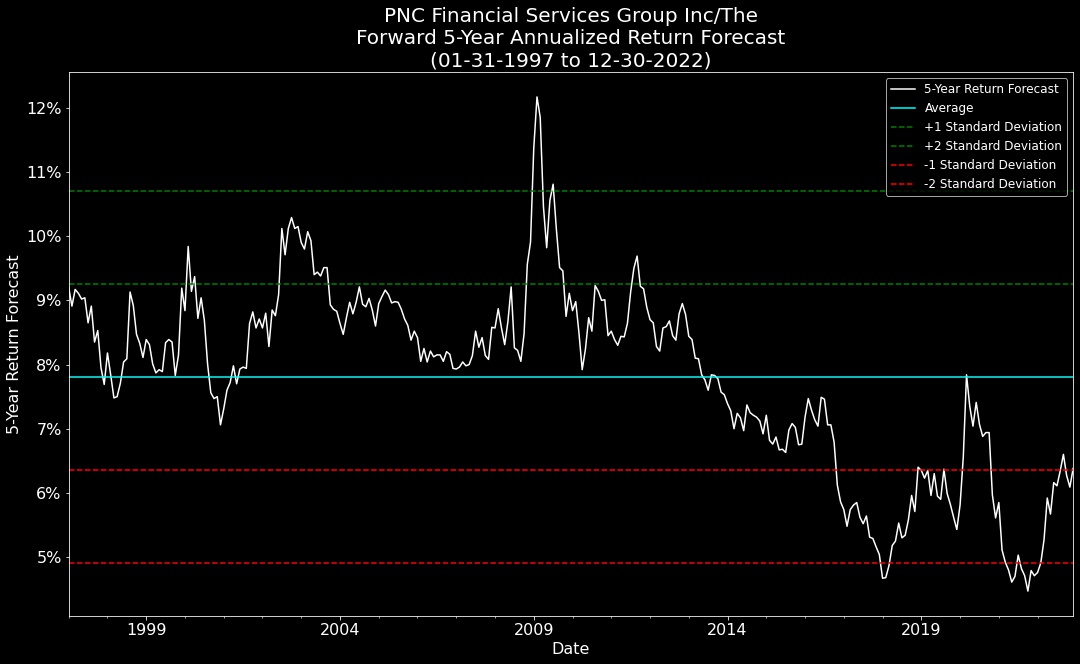 PNC Financial Services Group Inc/The
Forward 5-Year Annualized Return Forecast
(01-31-1997 to 12-30-2022)
5-Year Return Forecast
12%
11%
10%
9%
8%
7%
6%
5%
5-Year Return Forecast
Average
+1 Standard Deviation
+2 Standard Deviation
-1 Standard Deviation
-2 Standard Deviation
1999
2004
2009
2014
2019
Date